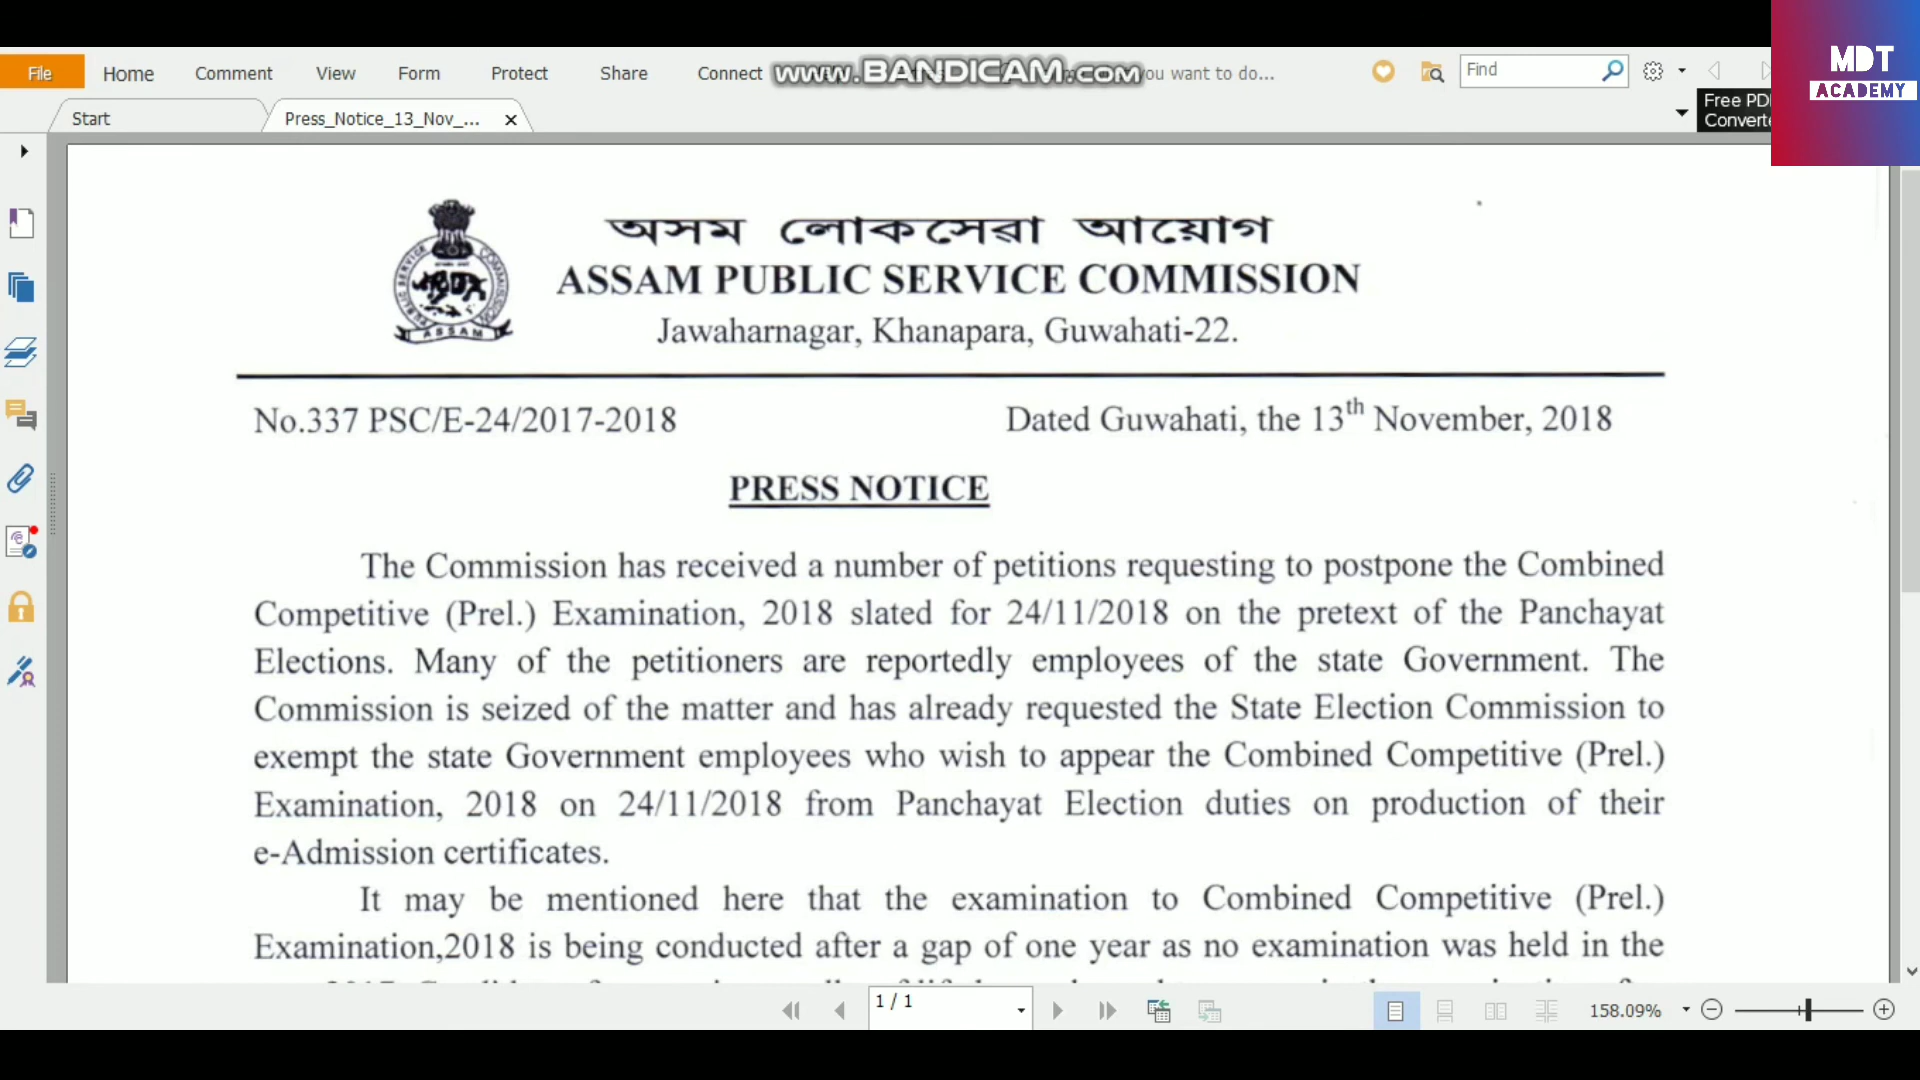 MDT
ACADEMY
File Home Comment View Form Protect Share Connect www.BANDICAM.com you want to do... Find
Free PD
Convert
Start Press_Notice_13_Nov_...
অসম লোকসেৱা আয়োগ
ASSAM PUBLIC SERVICE COMMISSION
Jawaharnagar, Khanapara, Guwahati-22.
PUBLIC SERVICE COMMISSION
ASSAM
No.337 PSC/E-24/2017-2018 Dated Guwahati, the 13th November, 2018
PRESS NOTICE
The Commission has received a number of petitions requesting to postpone the Combined
Competitive (Prel.) Examination, 2018 slated for 24/11/2018 on the pretext of the Panchayat
Elections. Many of the petitioners are reportedly employees of the state Government. The
Commission is seized of the matter and has already requested the State Election Commission to
exempt the state Government employees who wish to appear the Combined Competitive (Prel.)
Examination, 2018 on 24/11/2018 from Panchayat Election duties on production of their
e-Admission certificates.
It may be mentioned here that the examination to Combined Competitive (Prel.)
Examination,2018 is being conducted after a gap of one year as no examination was held in the
1 / 1 158.09%